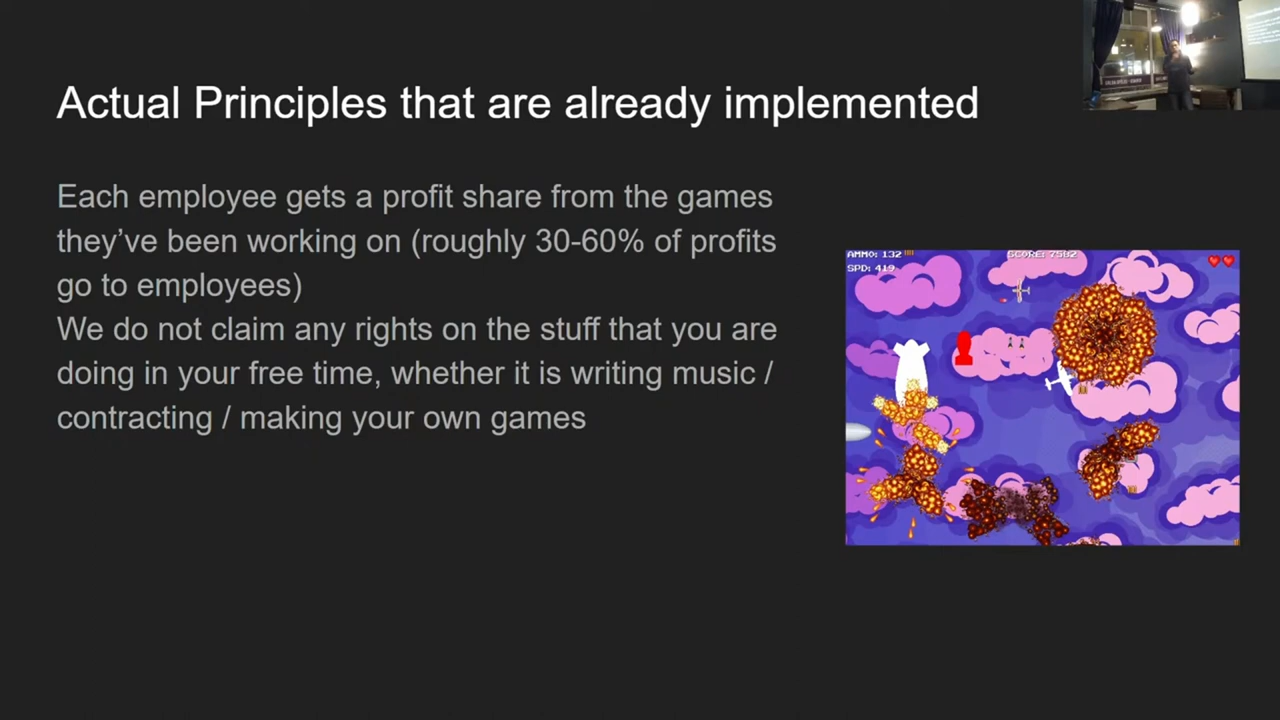 Actual Principles that are already implemented
Each employee gets a profit share from the games
they've been working on (roughly 30-60% of profits
go to employees)
We do not claim any rights on the stuff that you are
doing in your free time, whether it is writing music /
contracting / making your own games
AMMO: 132
SCORE: 7582
SPD: 419